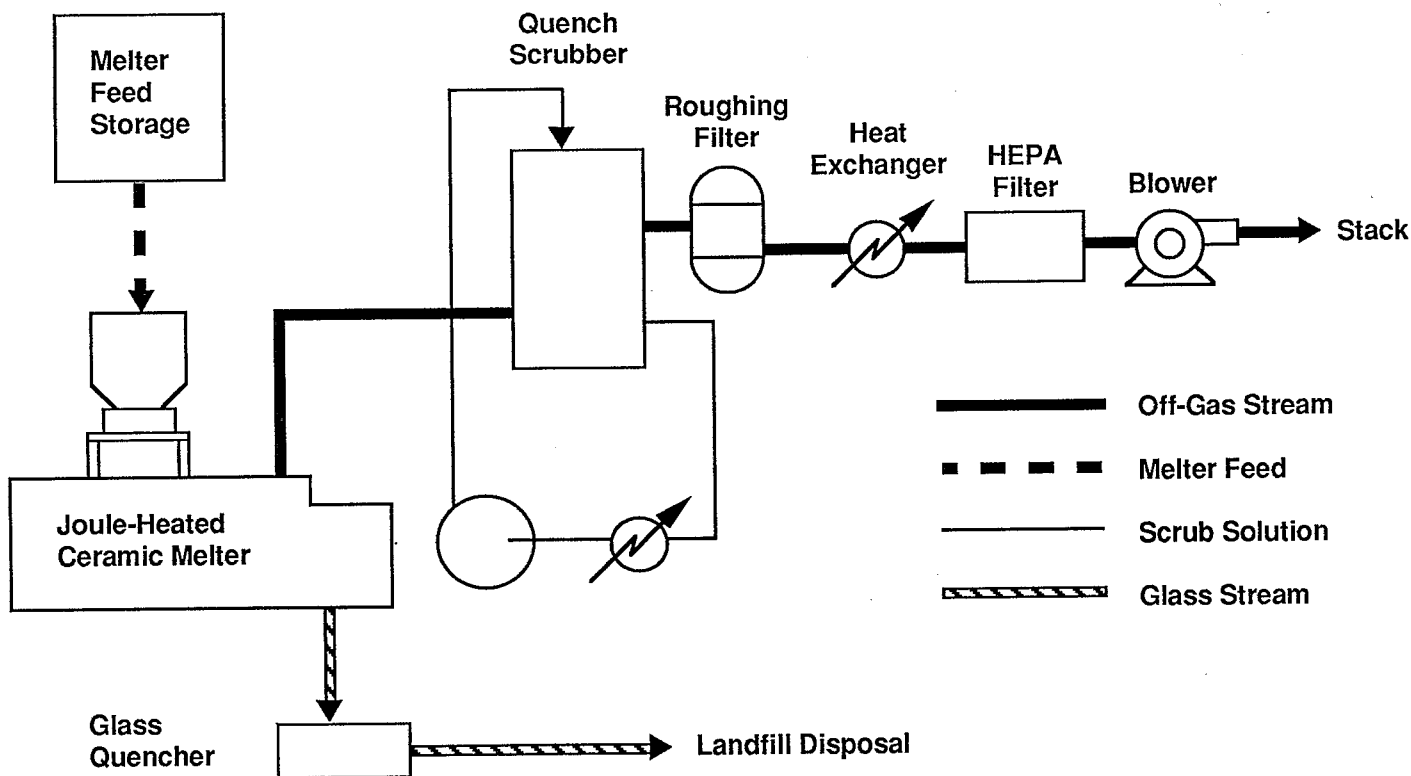 Melter
Feed
Storage
Quench
Scrubber
Roughing
Filter
Heat
Exchanger
HEPA
Filter
Blower
Stack
Joule-Heated
Ceramic Melter
Off-Gas Stream
Melter Feed
Scrub Solution
Glass Stream
Glass
Quencher
Landfill Disposal